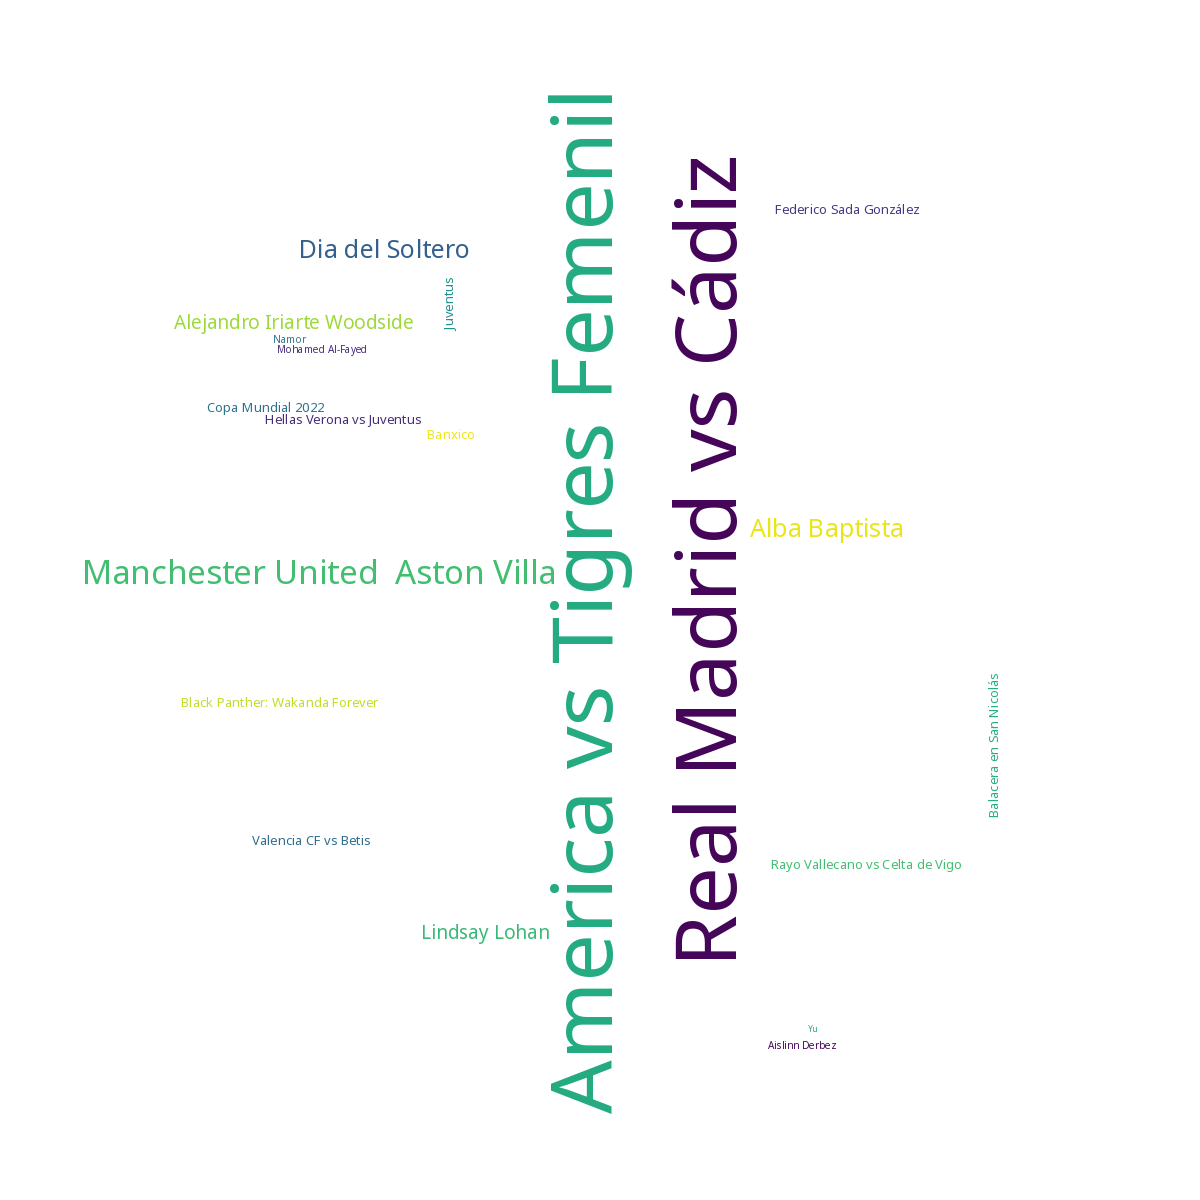 America vs Tigres Femenil
Real Madrid vs Cádiz
Federico Sada González
Dia del Soltero
Juventus
Alejandro Iriarte Woodside
Namor
Mohamed Al-Fayed
Copa Mundial 2022
Hellas Verona vs Juventus
Banxico
Alba Baptista
Manchester United  Aston Villa
Black Panther: Wakanda Forever
Balacera en San Nicolás
Valencia CF vs Betis
Rayo Vallecano vs Celta de Vigo
Lindsay Lohan
Yu
Aislinn Derbez